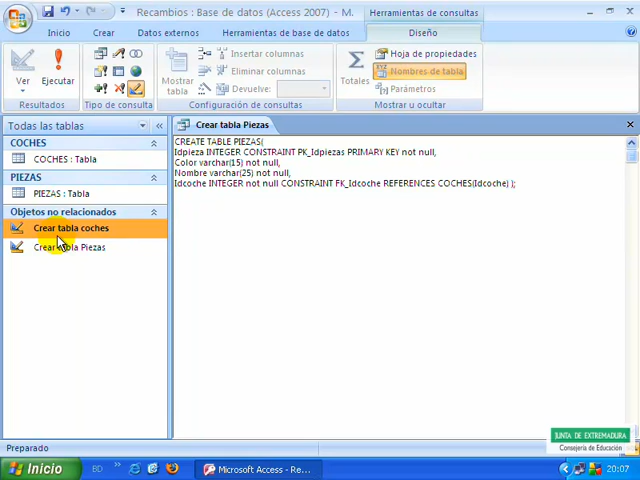 Recambios : Base de datos (Access 2007) - M.
Herramientas de consultas
Inicio
Crear
Datos externos
Herramientas de base de datos
Diseño
Ver
Ejecutar
Resultados
Tipo de consulta
Mostrar
tabla
Insertar columnas
Eliminar columnas
Devuelve:
Configuración de consultas
Totales
Hoja de propiedades
XYZ
Nombres de tabla
Parámetros
Mostrar u ocultar
Todas las tablas
COCHES
COCHES : Tabla
PIEZAS
PIEZAS : Tabla
Objetos no relacionados
Crear tabla coches
Crear tabla Piezas
Crear tabla Piezas
CREATE TABLE PIEZAS(
Idpieza INTEGER CONSTRAINT PK_Idpiezas PRIMARY KEY not null,
Color varchar(15) not null,
Nombre varchar(25) not null,
Idcoche INTEGER not null CONSTRAINT FK_Idcoche REFERENCES COCHES(Idcoche) );
JUNTA DE EXTREMADURA
Consejería de Educación
Preparado
Inicio
BD
Microsoft Access - Re...
20:07